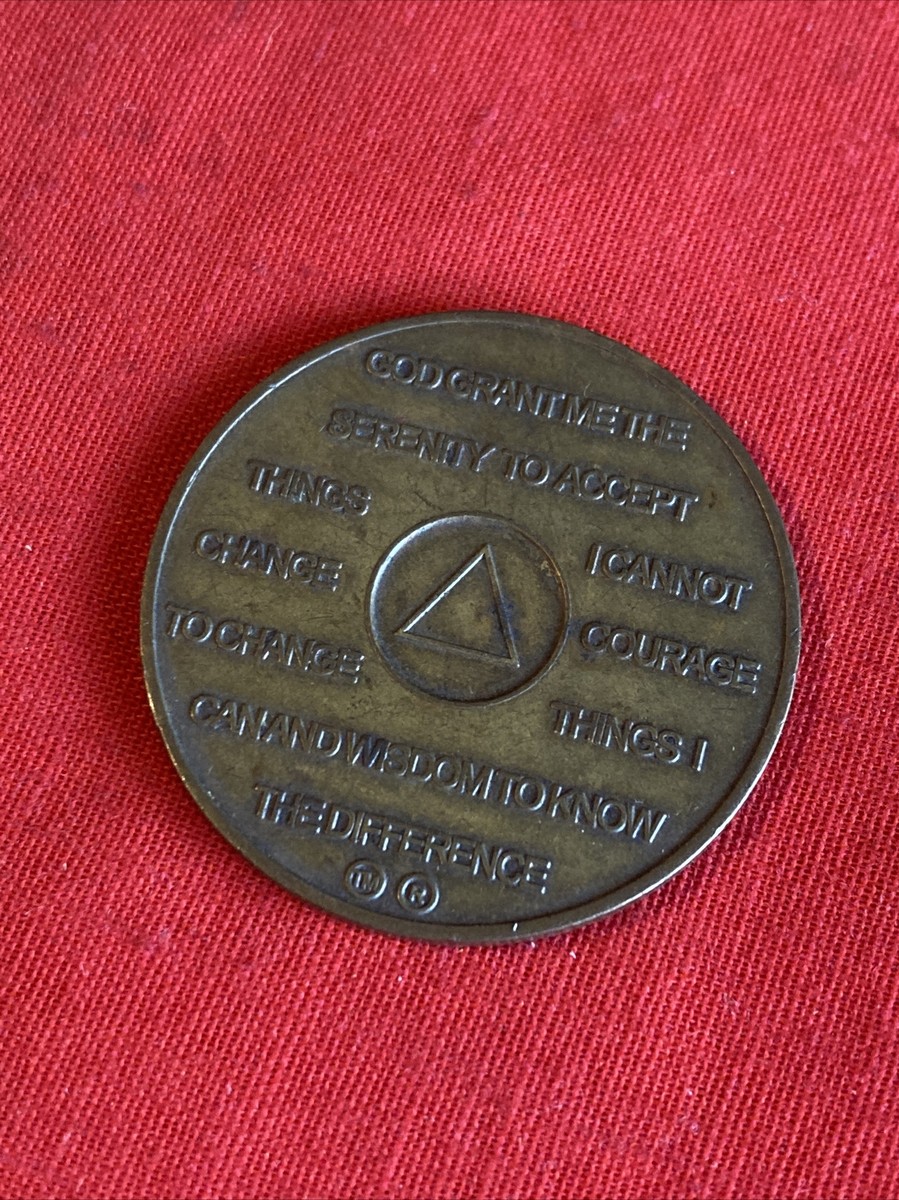 GOD GRANT ME THE
SERENITY TO ACCEPT
THINGS I CANNOT
CHANGE COURAGE
TO CHANGE THINGS I
CAN AND WISDOM TO KNOW
THE DIFFERENCE
TM R